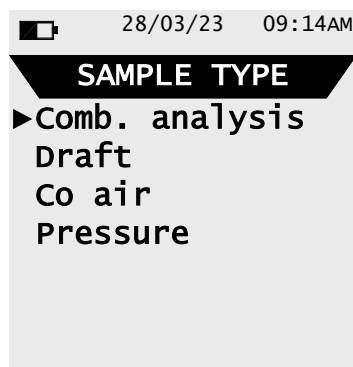 28/03/23 09:14AM
SAMPLE TYPE
►Comb. analysis
Draft
Co air
Pressure